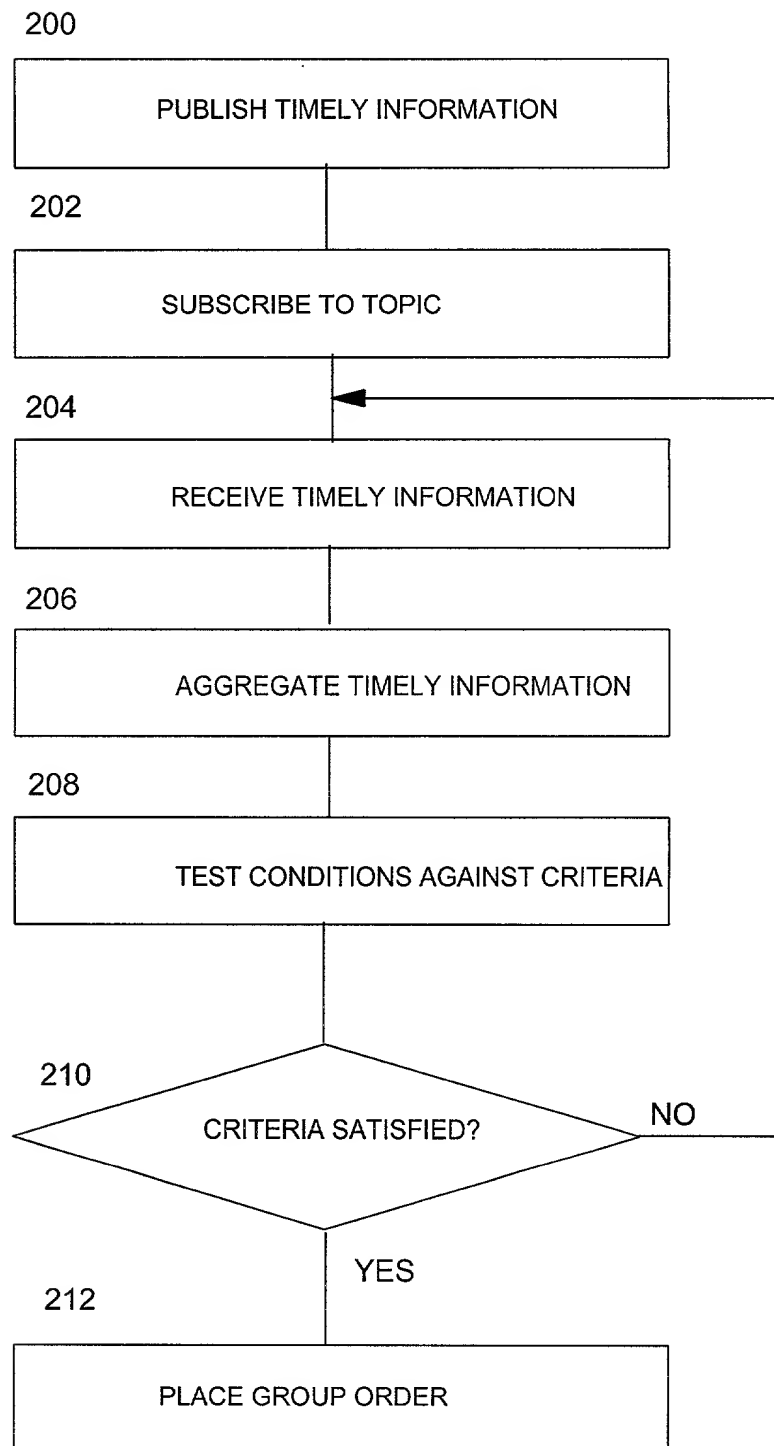 200
PUBLISH TIMELY INFORMATION
202
SUBSCRIBE TO TOPIC
204
RECEIVE TIMELY INFORMATION
206
AGGREGATE TIMELY INFORMATION
208
TEST CONDITIONS AGAINST CRITERIA
210
CRITERIA SATISFIED?
NO
YES
212
PLACE GROUP ORDER